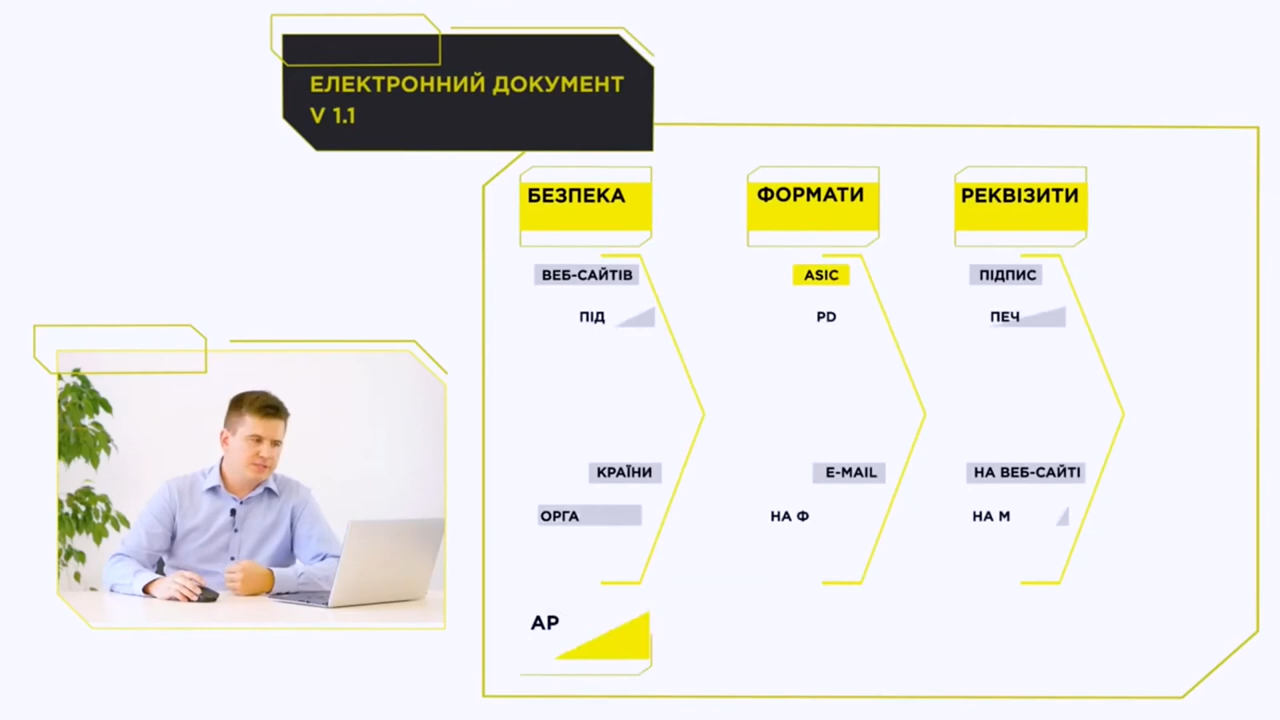 ЕЛЕКТРОННИЙ ДОКУМЕНТ
V 1.1
БЕЗПЕКА
ВЕБ-САЙТІВ
ПІД
КРАЇНИ
ОРГА
АР
ФОРМАТИ
ASIC
PD
E-MAIL
НА Ф
РЕКВІЗИТИ
ПІДПИС
ПЕЧ
НА ВЕБ-САЙТІ
НА М